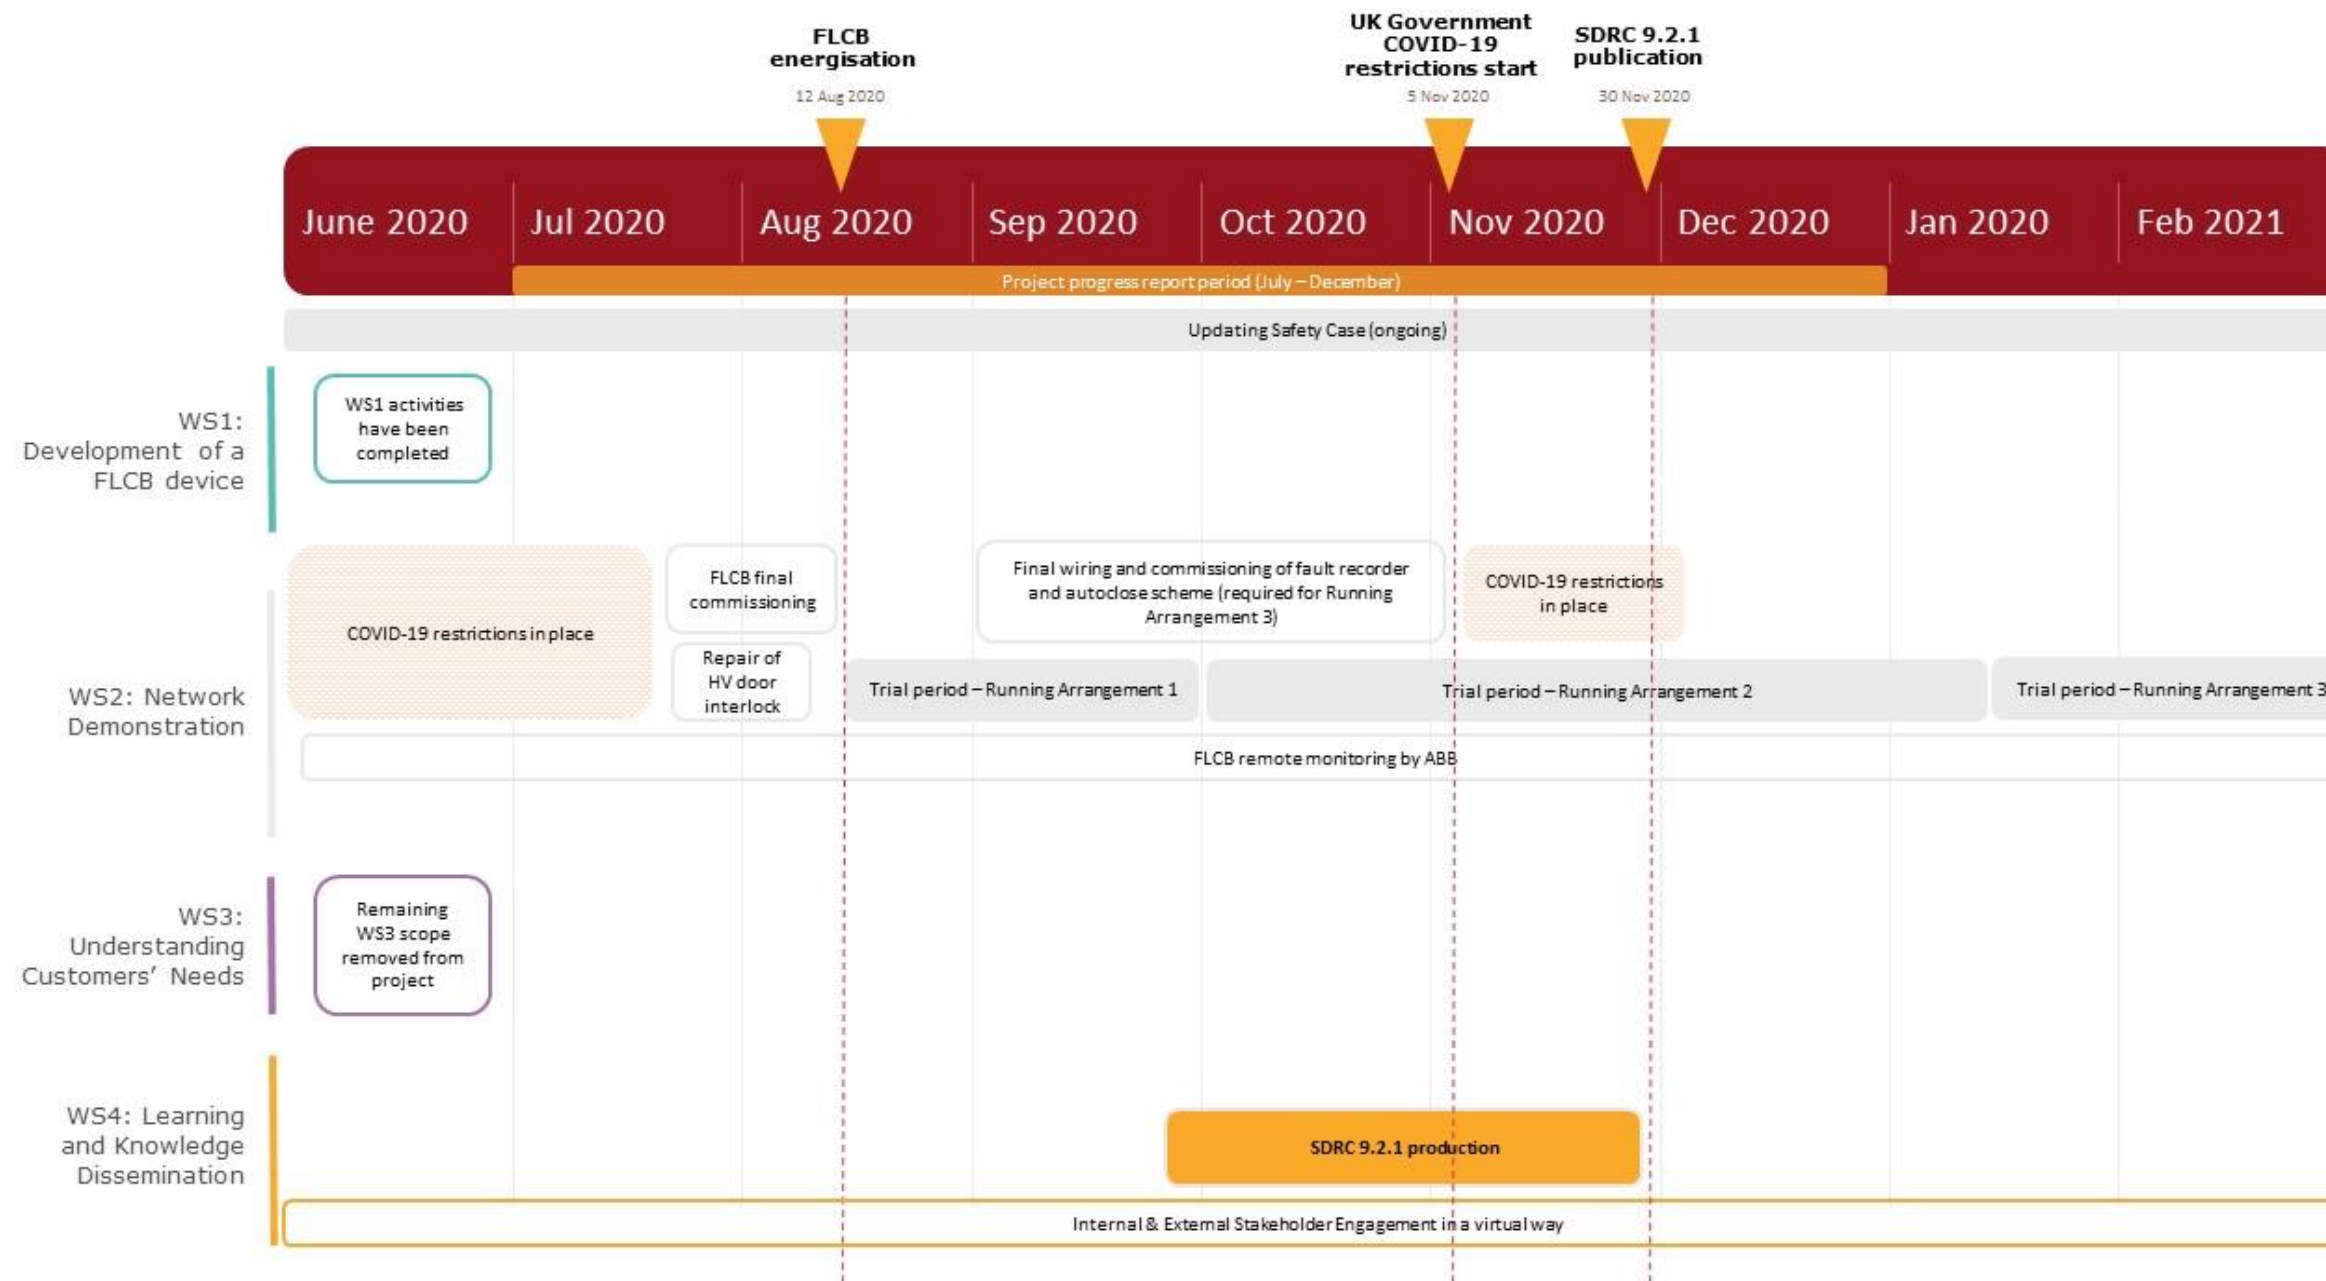 FLCB
energisation
12 Aug 2020
UK Government
COVID-19
restrictions start
5 Nov 2020
SDRC 9.2.1
publication
30 Nov 2020
June 2020
Jul 2020
Aug 2020
Sep 2020
Oct 2020
Nov 2020
Dec 2020
Jan 2020
Feb 2021
Project progress report period (July – December)
Updating Safety Case (ongoing)
WS1:
Development of a
FLCB device
WS1 activities
have been
completed
WS2: Network
Demonstration
COVID-19 restrictions in place
FLCB final
commissioning
Repair of
HV door
interlock
Final wiring and commissioning of fault recorder
and autoclose scheme (required for Running
Arrangement 3)
COVID-19 restrictions
in place
Trial period – Running Arrangement 1
Trial period – Running Arrangement 2
Trial period – Running Arrangement 3
FLCB remote monitoring by ABB
WS3:
Understanding
Customers’ Needs
Remaining
WS3 scope
removed from
project
WS4: Learning
and Knowledge
Dissemination
SDRC 9.2.1 production
Internal & External Stakeholder Engagement in a virtual way